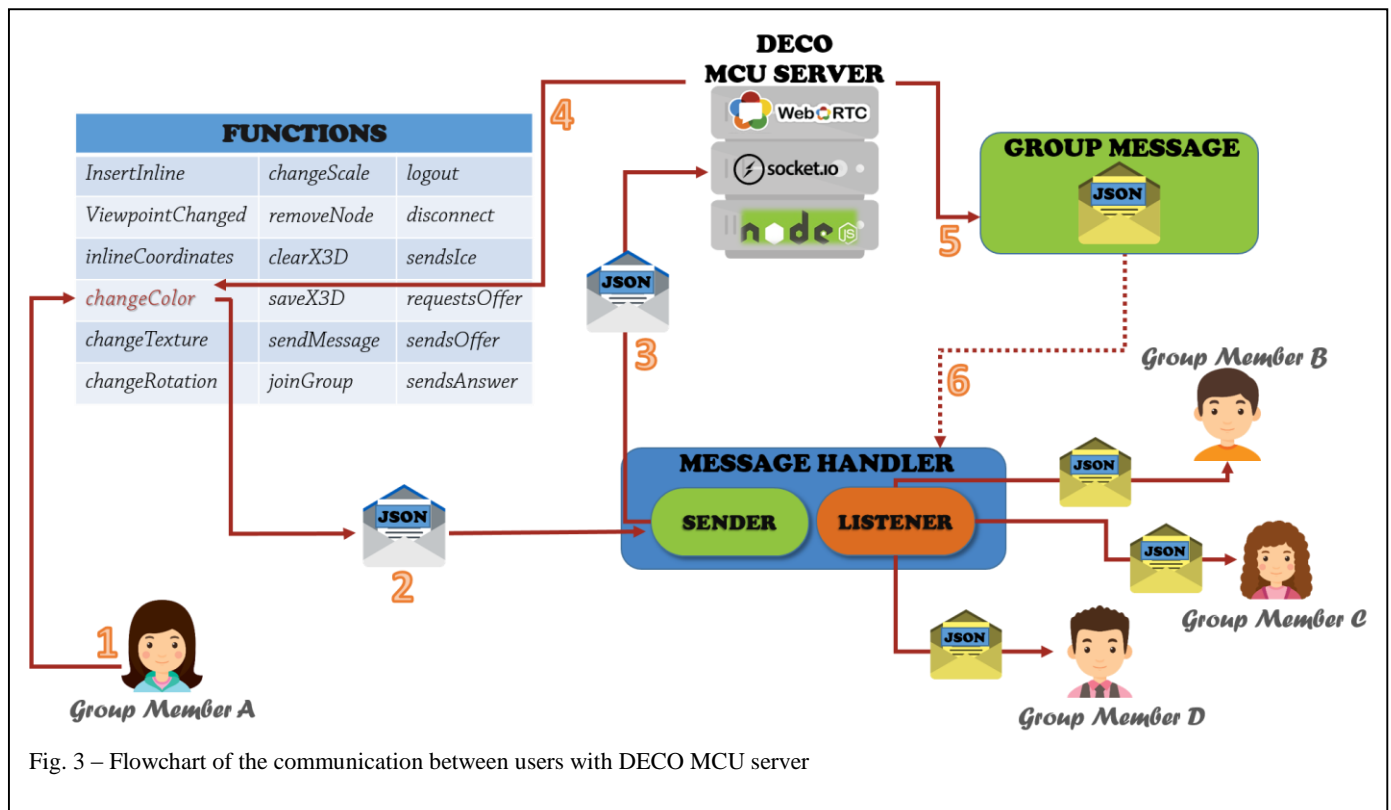 DECO
MCU SERVER
4
WebRTC
FUNCTIONS
InsertInline changeScale logout
ViewpointChanged removeNode disconnect
inlineCoordinates clearX3D sendsIce
changeColor saveX3D requestsOffer
changeTexture sendMessage sendsOffer
changeRotation joinGroup sendsAnswer
socket.io
node JS
GROUP MESSAGE
JSON
5
JSON
3
6
Group Member B
MESSAGE HANDLER
SENDER LISTENER
JSON
JSON
2
JSON
Group Member C
JSON
1
Group Member A
Group Member D
Fig. 3 – Flowchart of the communication between users with DECO MCU server